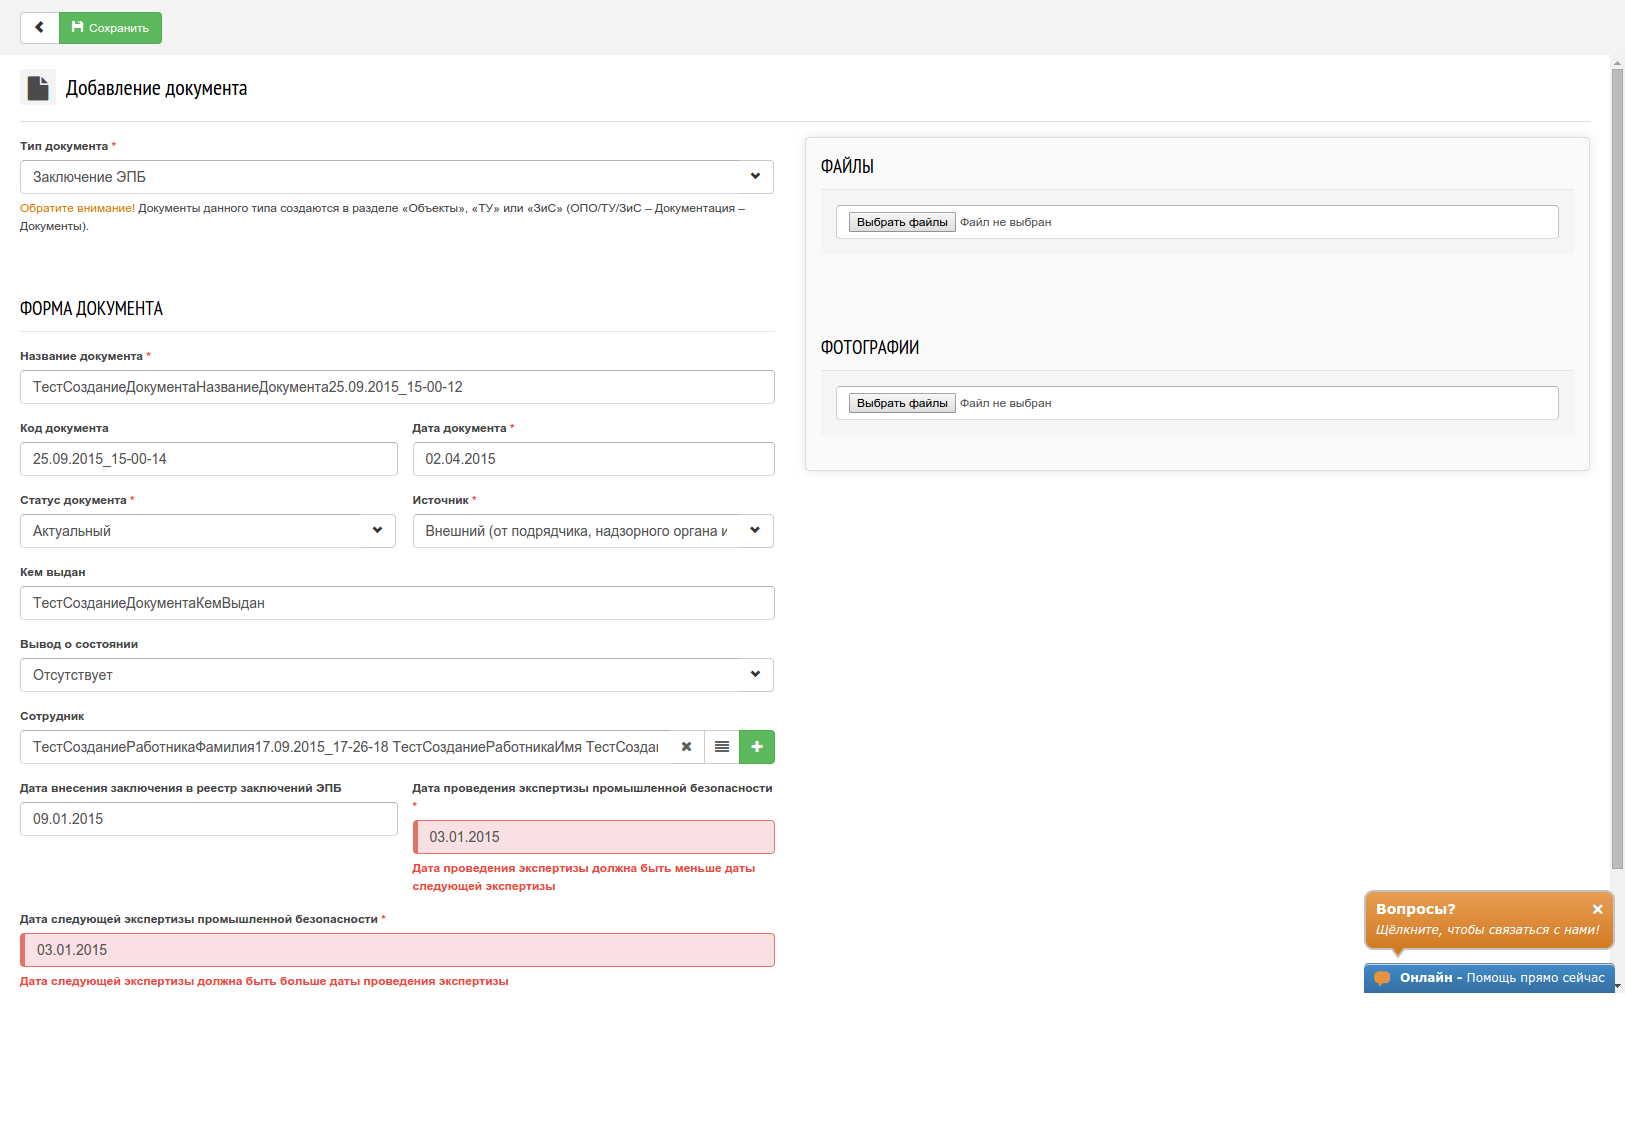 Сохранить
Добавление документа
Тип документа *
Заключение ЭПБ
Обратите внимание! Документы данного типа создаются в разделе «Объекты», «ТУ» или «ЗиС» (ОПО/ТУ/ЗиС – Документация –
Документы).
ФОРМА ДОКУМЕНТА
Название документа *
ТестСозданиеДокументаНазваниеДокумента25.09.2015_15-00-12
Код документа
Дата документа *
25.09.2015_15-00-14
02.04.2015
Статус документа *
Источник *
Актуальный
Внешний (от подрядчика, надзорного органа и
Кем выдан
ТестСозданиеДокументаКемВыдан
Вывод о состоянии
Отсутствует
Сотрудник
ТестСозданиеРаботникаФамилия17.09.2015_17-26-18 ТестСозданиеРаботникаИмя ТестСоздан
Дата внесения заключения в реестр заключений ЭПБ
09.01.2015
Дата проведения экспертизы промышленной безопасности
*
03.01.2015
Дата проведения экспертизы должна быть меньше даты
следующей экспертизы
Дата следующей экспертизы промышленной безопасности *
03.01.2015
Дата следующей экспертизы должна быть больше даты проведения экспертизы
ФАЙЛЫ
Выбрать файлы Файл не выбран
ФОТОГРАФИИ
Выбрать файлы Файл не выбран
Вопросы?
Щёлкните, чтобы связаться с нами!
Онлайн - Помощь прямо сейчас